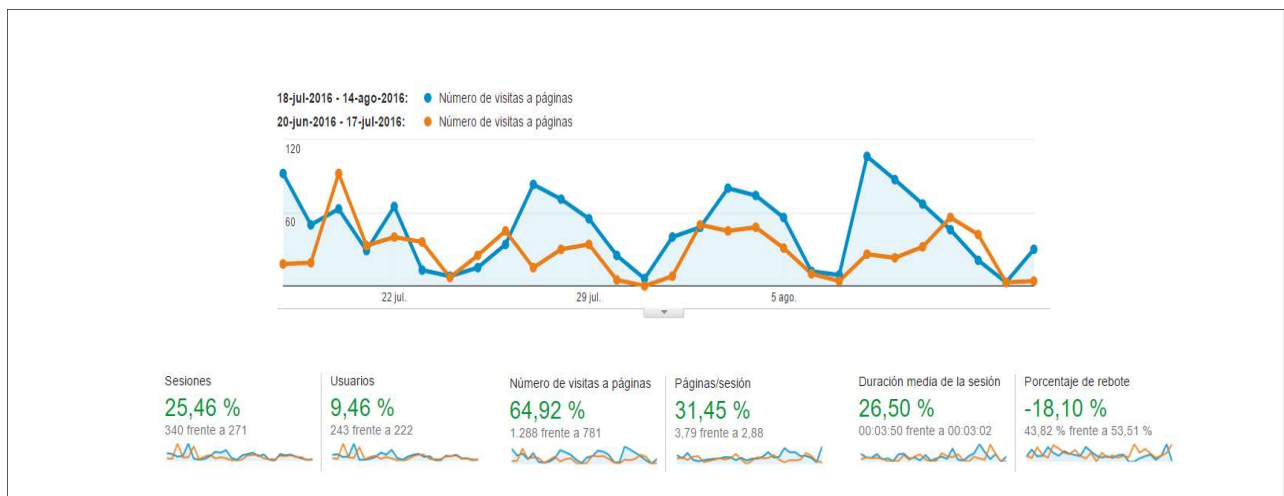 18-jul-2016 - 14-ago-2016: Número de visitas a páginas
20-jun-2016 - 17-jul-2016: Número de visitas a páginas
120
60
22 jul. 29 jul. 5 ago.
Sesiones
25,46 %
340 frente a 271
Usuarios
9,46 %
243 frente a 222
Número de visitas a páginas
64,92 %
1.288 frente a 781
Páginas/sesión
31,45 %
3,79 frente a 2,88
Duración media de la sesión
26,50 %
00:03:50 frente a 00:03:02
Porcentaje de rebote
-18,10 %
43,82 % frente a 53,51 %